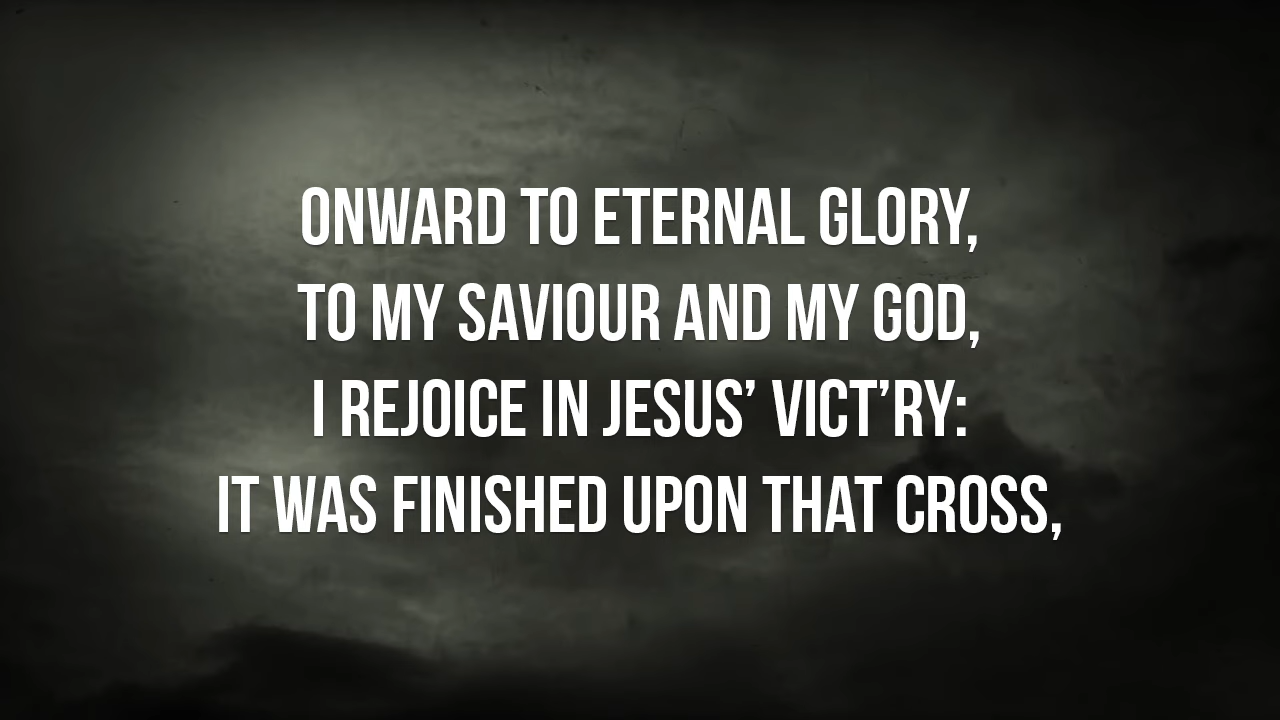 ONWARD TO ETERNAL GLORY,
TO MY SAVIOUR AND MY GOD,
I REJOICE IN JESUS’ VICT’RY:
IT WAS FINISHED UPON THAT CROSS,